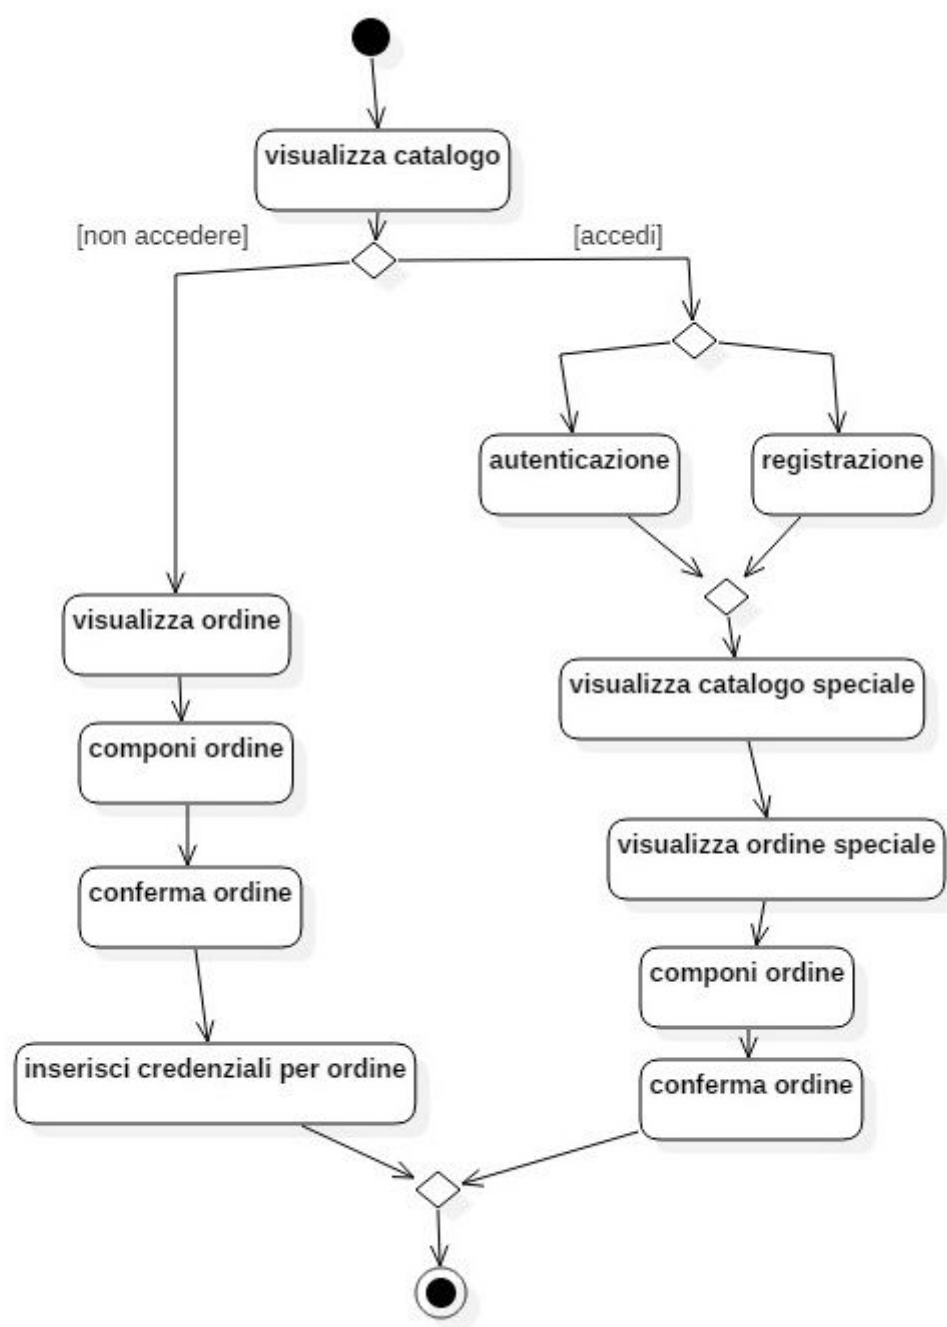 visualizza catalogo
[non accedere]
[accedi]
autenticazione
registrazione
visualizza ordine
visualizza catalogo speciale
componi ordine
visualizza ordine speciale
conferma ordine
componi ordine
inserisci credenziali per ordine
conferma ordine